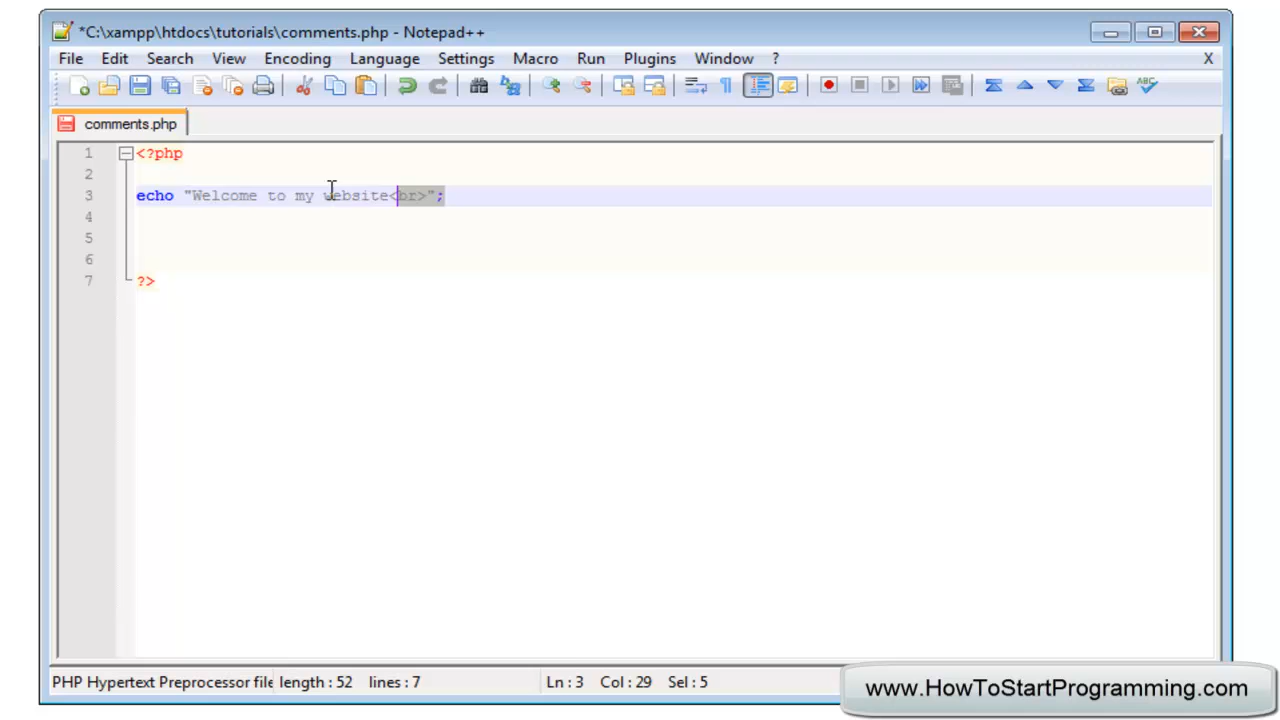 *C:\xampp\htdocs\tutorials\comments.php - Notepad++
File Edit Search View Encoding Language Settings Macro Run Plugins Window ? X
comments.php
1 <?php
2
3 echo "Welcome to my website<br>";
4
5
6
7 ?>
PHP Hypertext Preprocessor file length : 52 lines : 7 Ln : 3 Col : 29 Sel : 5
www.HowToStartProgramming.com